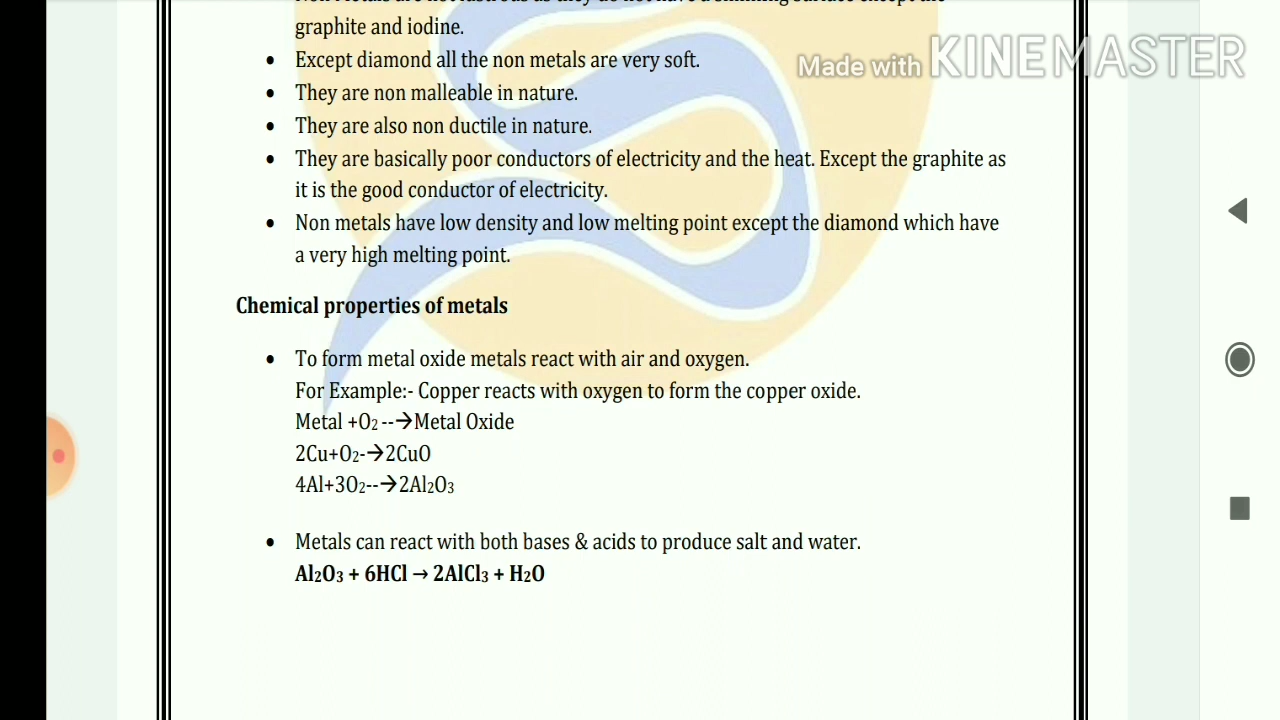 graphite and iodine.
Made with KINEMASTER
• Except diamond all the non metals are very soft.
• They are non malleable in nature.
• They are also non ductile in nature.
• They are basically poor conductors of electricity and the heat. Except the graphite as
it is the good conductor of electricity.
• Non metals have low density and low melting point except the diamond which have
a very high melting point.
Chemical properties of metals
• To form metal oxide metals react with air and oxygen.
For Example:- Copper reacts with oxygen to form the copper oxide.
Metal +O₂ --→Metal Oxide
2Cu+O₂-→2CuO
4Al+3O₂--→2Al₂O₃
• Metals can react with both bases & acids to produce salt and water.
Al₂O₃ + 6HCl → 2AlCl₃ + H₂O